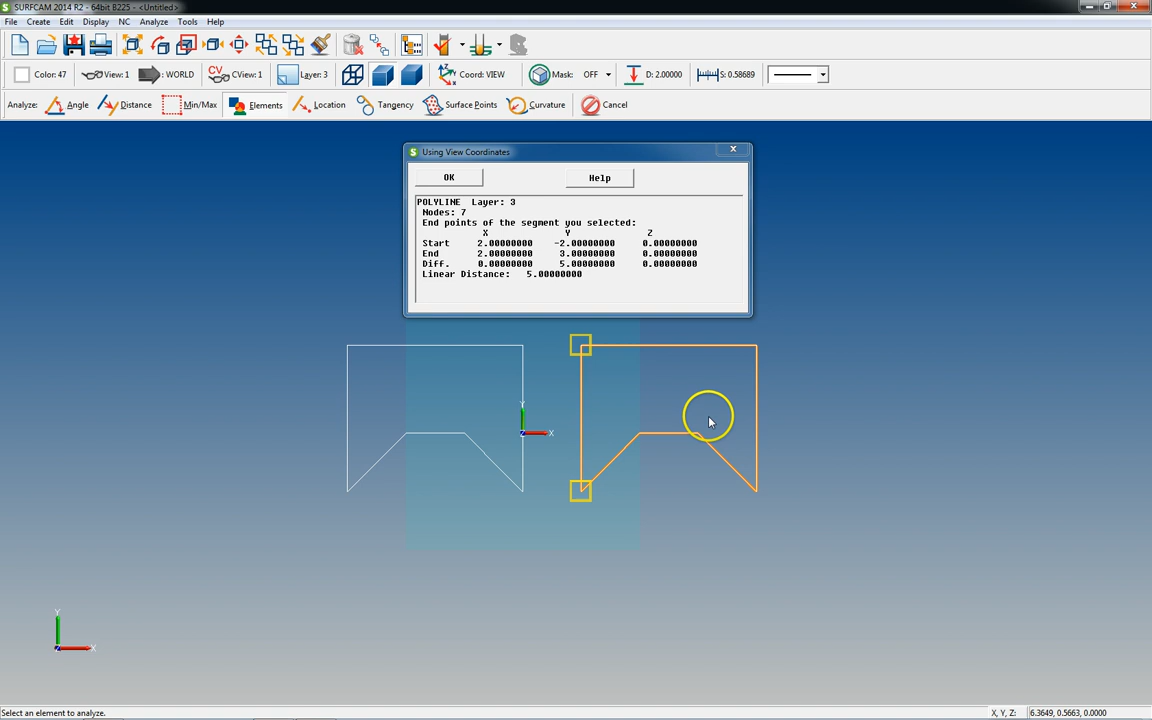 SURFCAM 2014 R2 - 64bit B225 - <Untitled>
File Create Edit Display NC Analyze Tools Help
Color: 47 View: 1 : WORLD CV CView: 1 Layer: 3 Coord: VIEW Mask: OFF D: 2.00000 S: 0.58689
Analyze: Angle Distance Min/Max Elements Location Tangency Surface Points Curvature Cancel
Using View Coordinates
OK Help
POLYLINE Layer: 3
Nodes: 7
End points of the segment you selected:
X Y Z
Start 2.00000000 -2.00000000 0.00000000
End 2.00000000 3.00000000 0.00000000
Diff. 0.00000000 5.00000000 0.00000000
Linear Distance: 5.00000000
Y
X
Y
X
Select an element to analyze. X, Y, Z: 6.3649, 0.5663, 0.0000